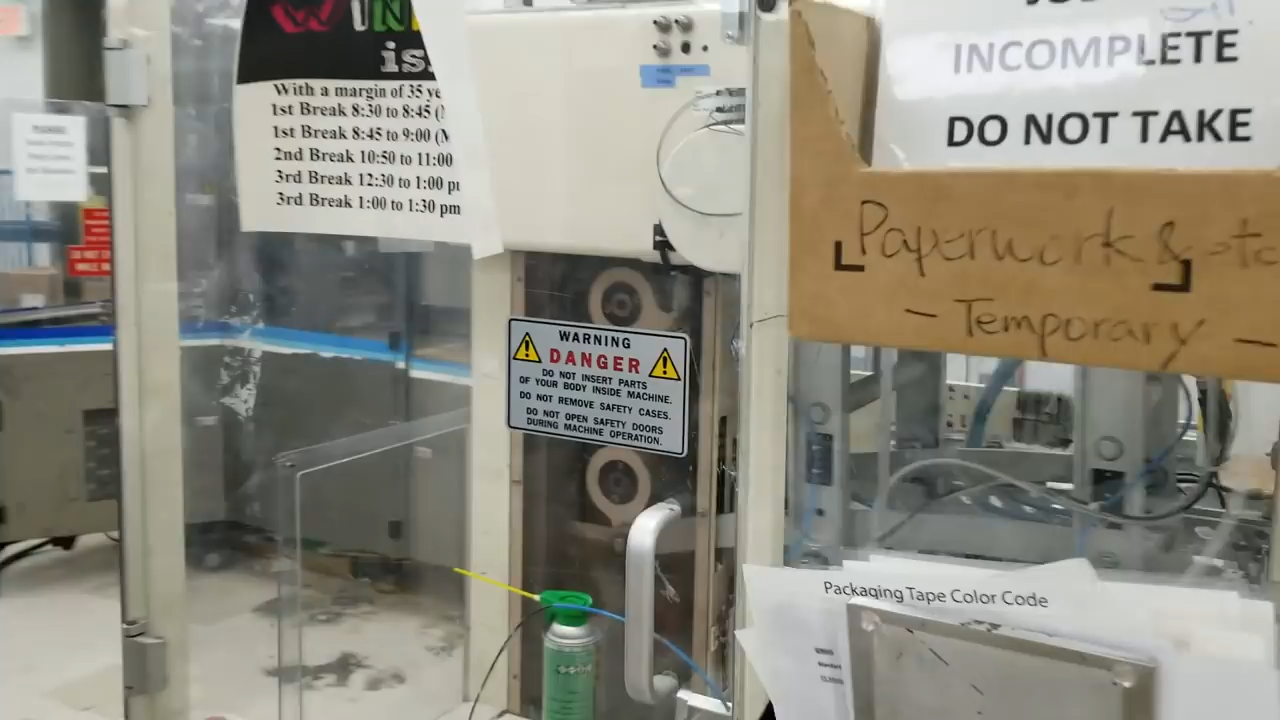 is
With a margin of 35 ye
1st Break 8:30 to 8:45 (
1st Break 8:45 to 9:00 (
2nd Break 10:50 to 11:00
3rd Break 12:30 to 1:00 p
3rd Break 1:00 to 1:30 pm
INCOMPLETE
DO NOT TAKE
Paperwork &
- Temporary -
WARNING
DANGER
DO NOT INSERT PARTS
OF YOUR BODY INSIDE MACHINE.
DO NOT REMOVE SAFETY CASES.
DO NOT OPEN SAFETY DOORS
DURING MACHINE OPERATION.
Packaging Tape Color Code